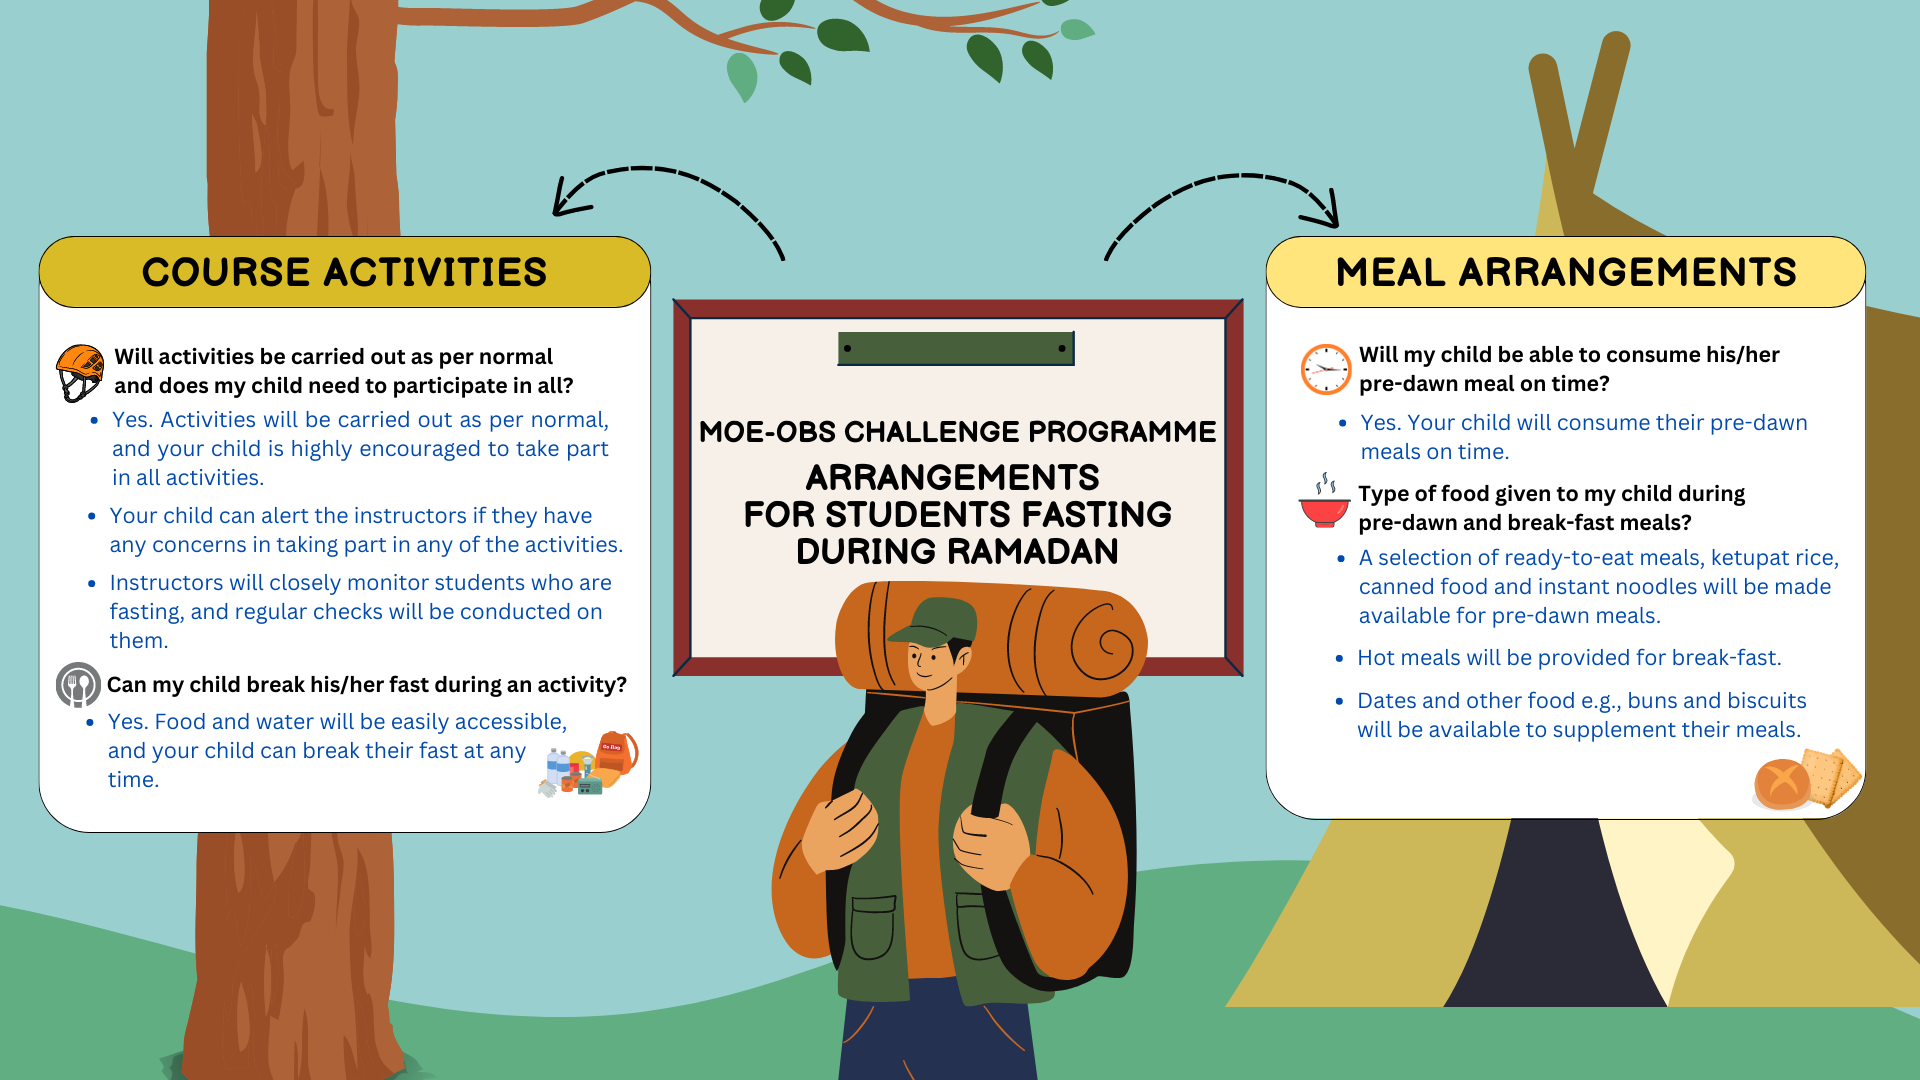 COURSE ACTIVITIES
Will activities be carried out as per normal
and does my child need to participate in all?
• Yes. Activities will be carried out as per normal,
and your child is highly encouraged to take part
in all activities.
• Your child can alert the instructors if they have
any concerns in taking part in any of the activities.
• Instructors will closely monitor students who are
fasting, and regular checks will be conducted on
them.
Can my child break his/her fast during an activity?
• Yes. Food and water will be easily accessible,
and your child can break their fast at any
time.
Go Bag
MOE-OBS CHALLENGE PROGRAMME
ARRANGEMENTS
FOR STUDENTS FASTING
DURING RAMADAN
MEAL ARRANGEMENTS
Will my child be able to consume his/her
pre-dawn meal on time?
• Yes. Your child will consume their pre-dawn
meals on time.
Type of food given to my child during
pre-dawn and break-fast meals?
• A selection of ready-to-eat meals, ketupat rice,
canned food and instant noodles will be made
available for pre-dawn meals.
• Hot meals will be provided for break-fast.
• Dates and other food e.g., buns and biscuits
will be available to supplement their meals.